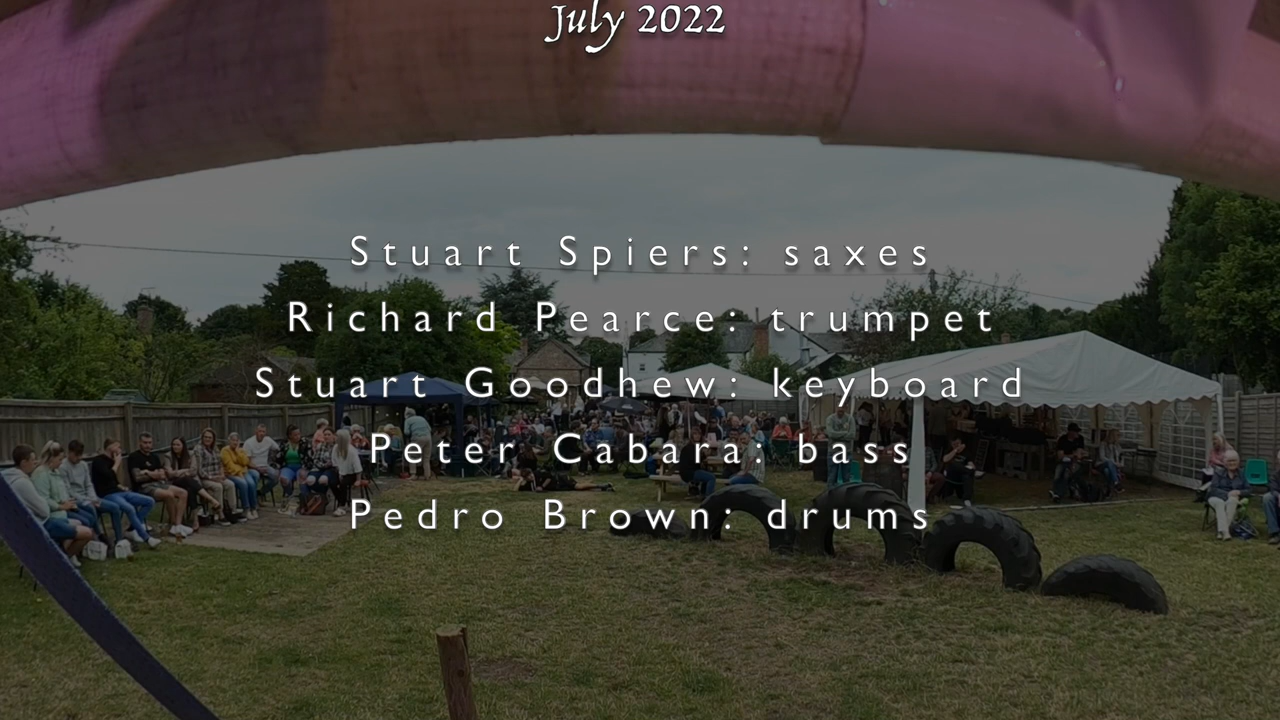 July 2022
Stuart Spiers: saxes
Richard Pearce: trumpet
Stuart Goodhew: keyboard
Peter Cabara: bass
Pedro Brown: drums